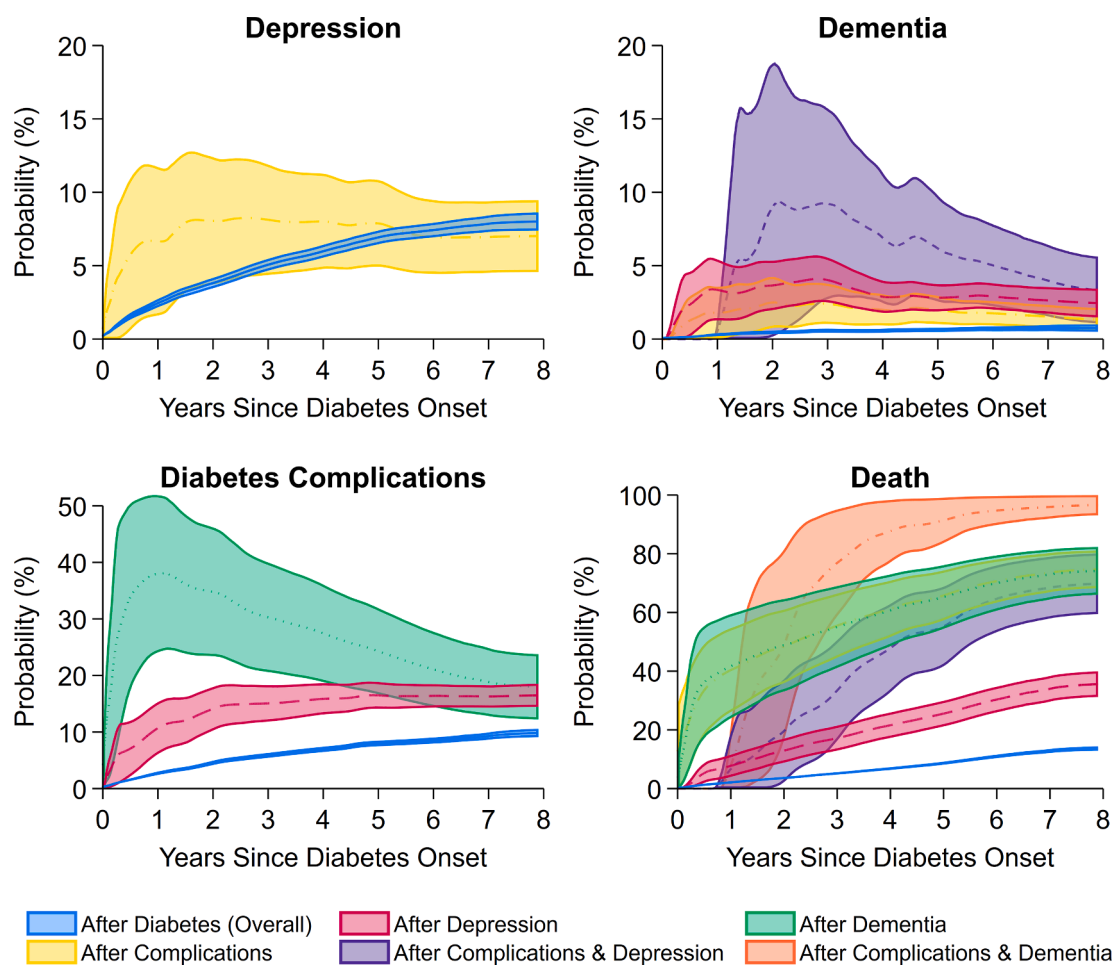 Depression
Probability (%)
20
15
10
5
0
0 1 2 3 4 5 6 7 8
Years Since Diabetes Onset
Dementia
Probability (%)
20
15
10
5
0
0 1 2 3 4 5 6 7 8
Years Since Diabetes Onset
Diabetes Complications
Probability (%)
50
40
30
20
10
0
0 1 2 3 4 5 6 7 8
Years Since Diabetes Onset
Death
Probability (%)
100
80
60
40
20
0
0 1 2 3 4 5 6 7 8
Years Since Diabetes Onset
After Diabetes (Overall) After Depression After Dementia
After Complications After Complications & Depression After Complications & Dementia